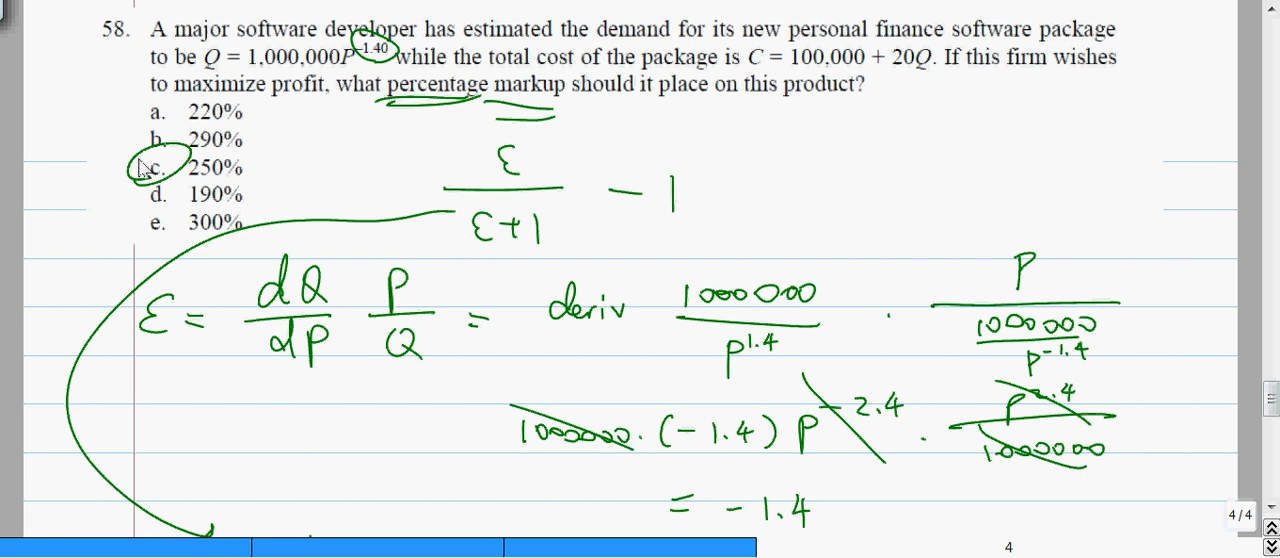 58. A major software developer has estimated the demand for its new personal finance software package
to be Q = 1,000,000P^-1.40 while the total cost of the package is C = 100,000 + 20Q. If this firm wishes
to maximize profit, what percentage markup should it place on this product?
a. 220%
b. 290%
c. 250%
d. 190%
e. 300%
ε / (ε+1) − 1
ε = dQ/dP P/Q = deriv 1000000/P^1.4 · P / (1000000/P^-1.4)
1000000 · (−1.4) P^−2.4 · P^2.4/1000000
= −1.4
4/4
4